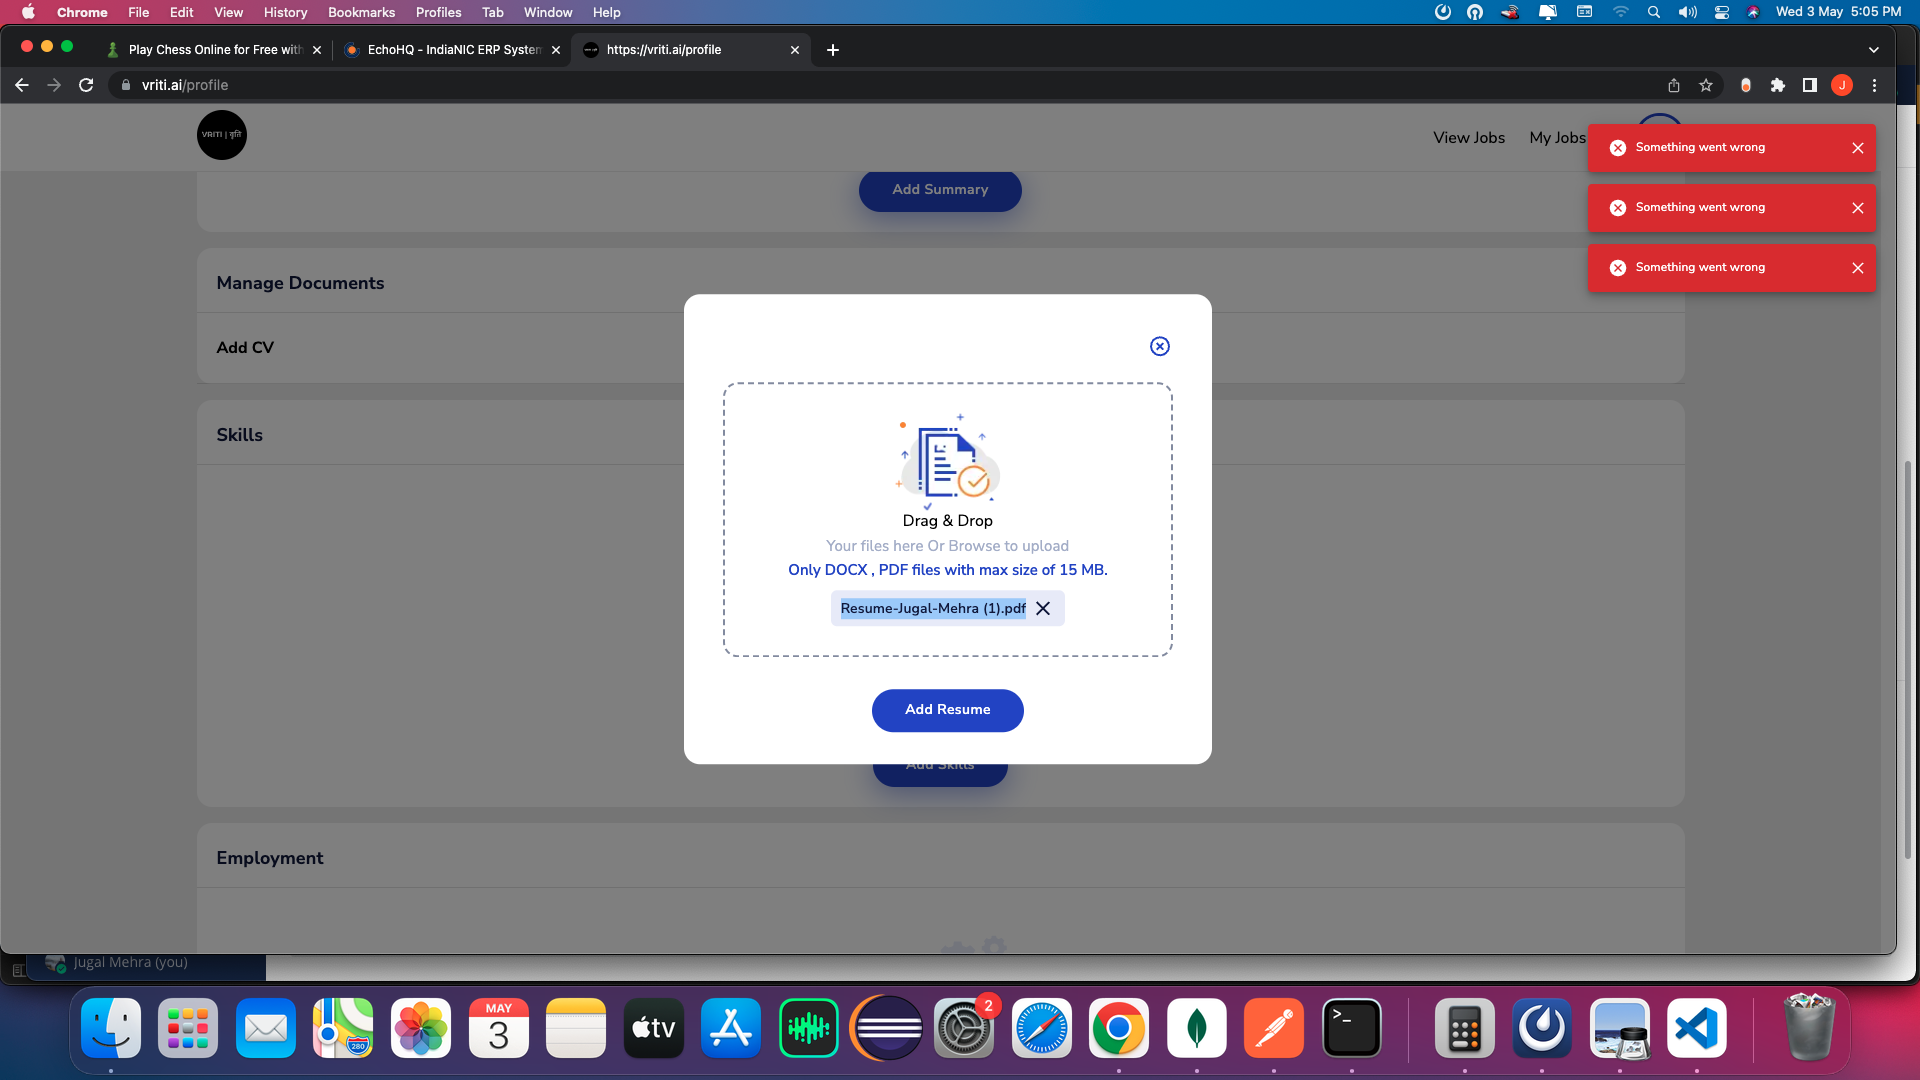 Chrome File Edit View History Bookmarks Profiles Tab Window Help Wed 3 May 5:05 PM
Play Chess Online for Free with EchoHQ - IndiaNIC ERP System https://vriti.ai/profile
vriti.ai/profile J
VRITI | वृति View Jobs My Jobs
Something went wrong
Add Summary
Something went wrong
Something went wrong
Manage Documents
Add CV
Skills
Drag & Drop
Your files here Or Browse to upload
Only DOCX , PDF files with max size of 15 MB.
Resume-Jugal-Mehra (1).pdf
Add Resume
Add Skills
Employment
Jugal Mehra (you)
MAY
3
280
tv
2
>_